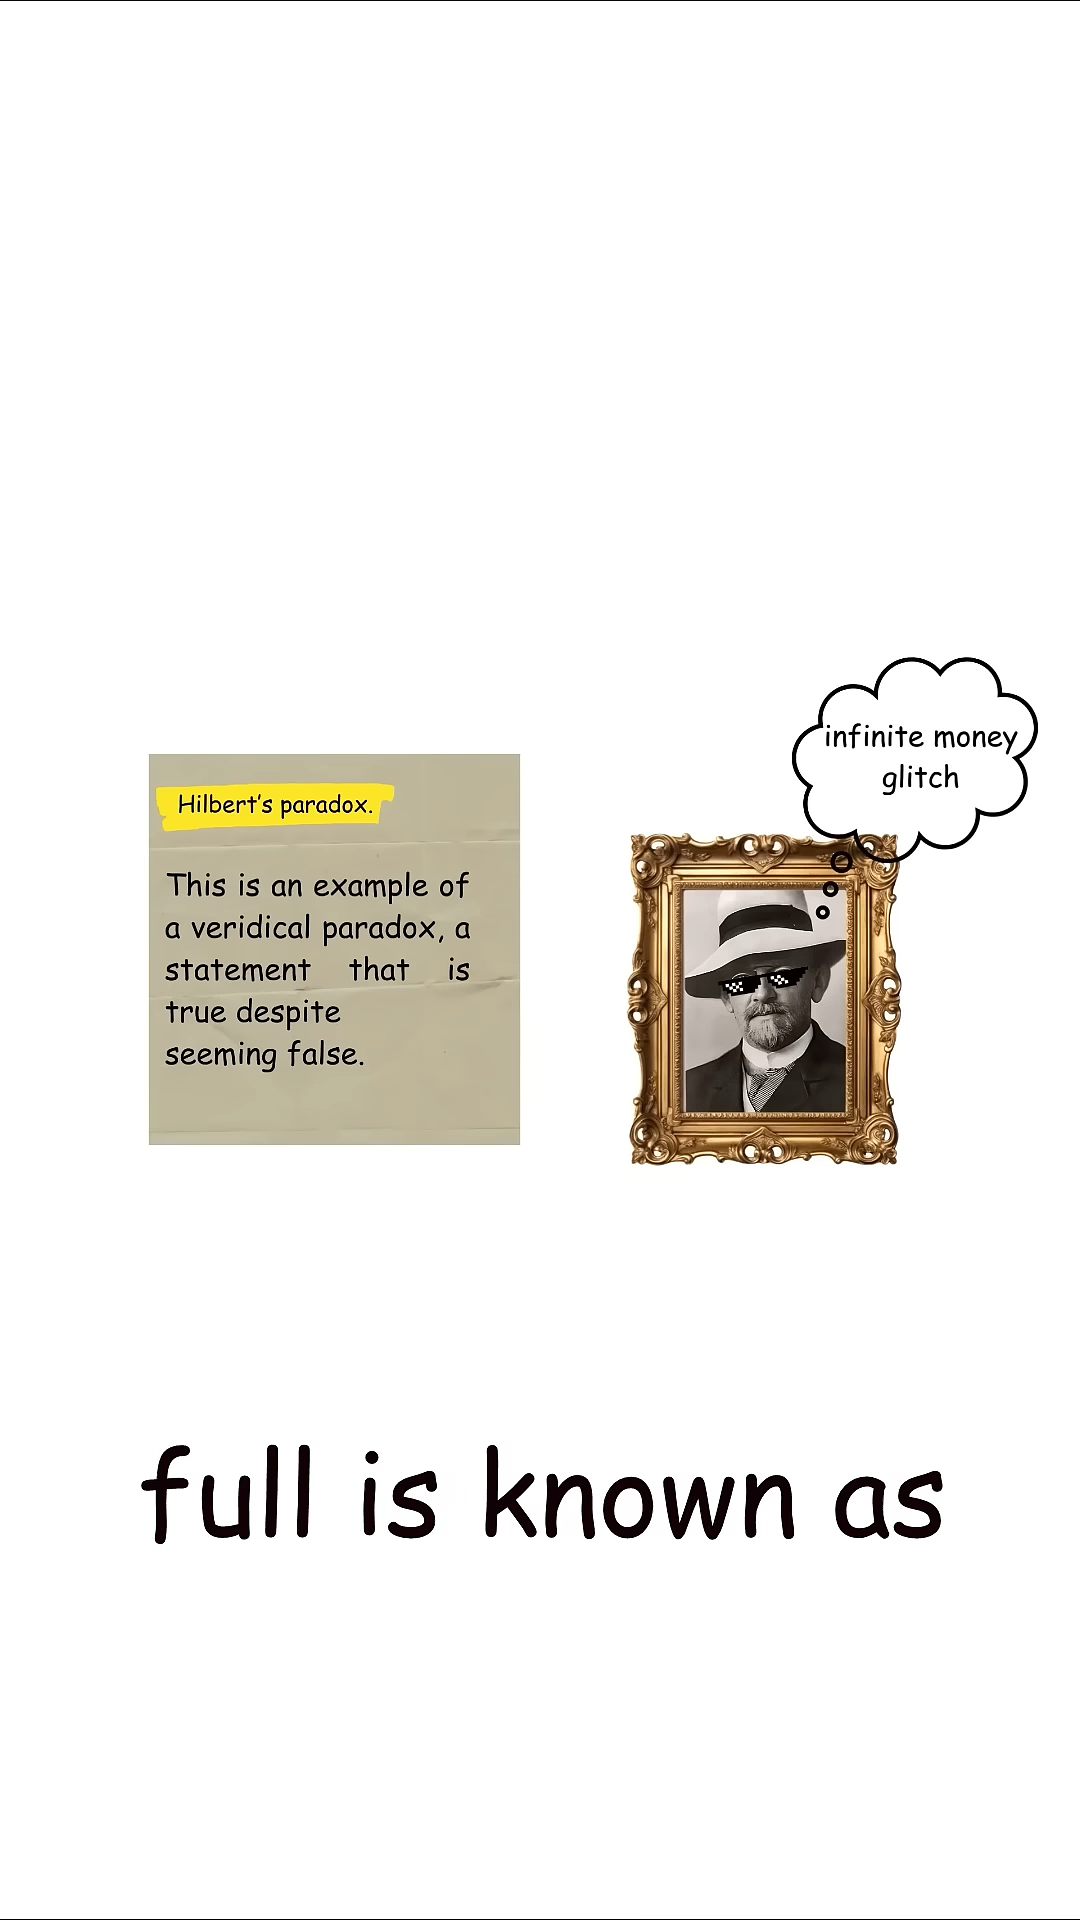 infinite money
glitch
Hilbert’s paradox.
This is an example of
a veridical paradox, a
statement that is
true despite
seeming false.
full is known as